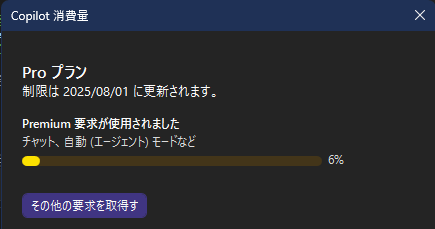 Copilot 消費量
Pro プラン
制限は 2025/08/01 に更新されます。
Premium 要求が使用されました
チャット、自動 (エージェント) モードなど
6%
その他の要求を取得す